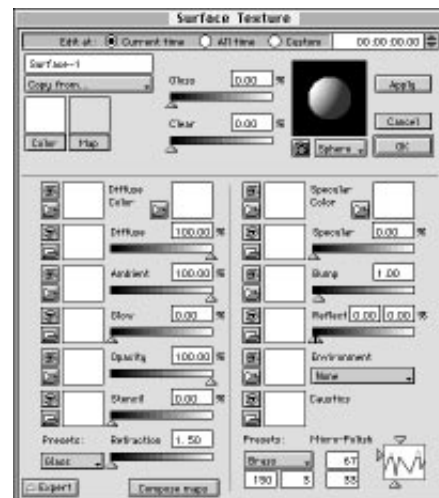 Surface Texture
Edit at: Current time All time Custom 00:00:00.00
Surface-1
Copy from...
Gloss 0.00 %
Apply
Clear 0.00 %
Cancel
Color Map
Sphere OK
Diffuse Color
Specular Color
Diffuse 100.00 %
Specular 0.00 %
Ambient 100.00 %
Bump 1.00
Glow 0.00 %
Reflect 0.00 0.00 %
Opacity 100.00 %
Environment
None
Stencil 0.00 %
Caustics
Presets: Refraction 1.50
Presets: Micro-Polish
Glass
Brass 67
190 3 33
Expert Compose maps